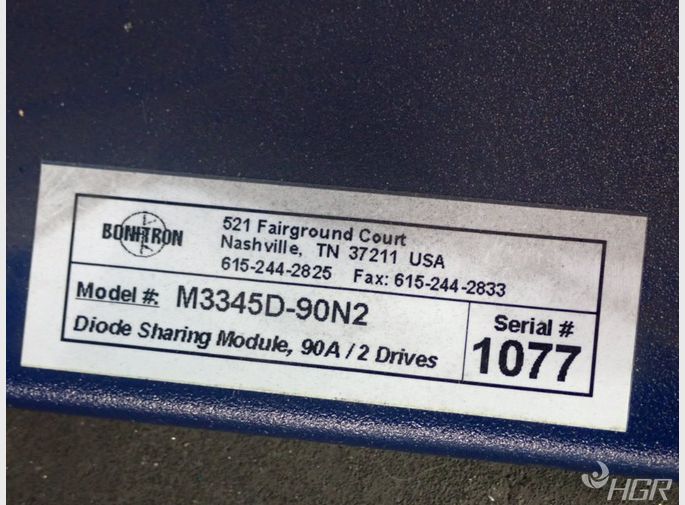 BONITRON
521 Fairground Court
Nashville, TN 37211 USA
615-244-2825 Fax: 615-244-2833
Model #: M3345D-90N2
Diode Sharing Module, 90A / 2 Drives
Serial #
1077
HGR